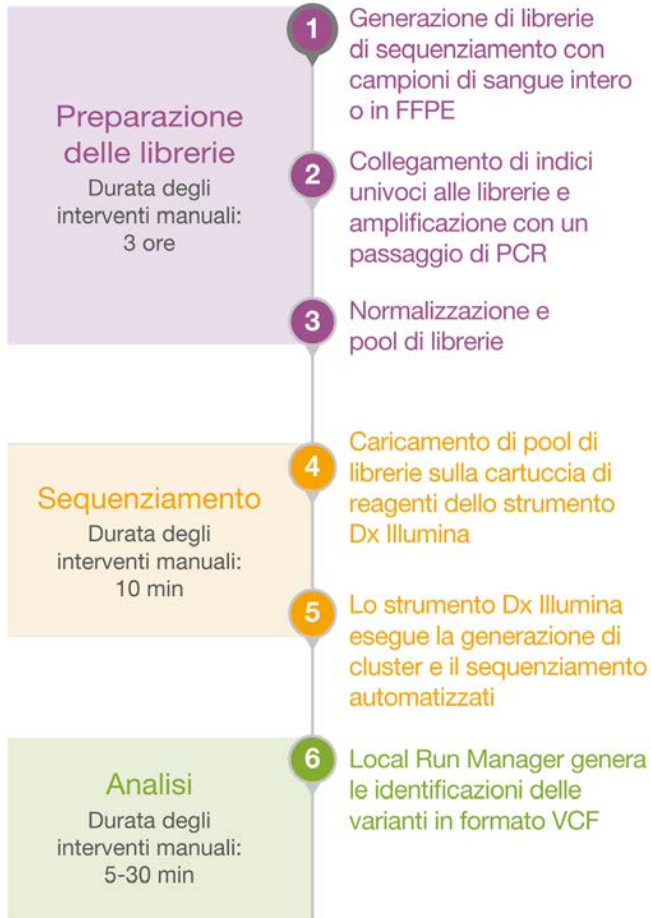 1
Generazione di librerie
di sequenziamento con
campioni di sangue intero
o in FFPE
Preparazione
delle librerie
Durata degli
interventi manuali:
3 ore
2
Collegamento di indici
univoci alle librerie e
amplificazione con un
passaggio di PCR
3
Normalizzazione e
pool di librerie
Sequenziamento
Durata degli
interventi manuali:
10 min
4
Caricamento di pool di
librerie sulla cartuccia di
reagenti dello strumento
Dx Illumina
5
Lo strumento Dx Illumina
esegue la generazione di
cluster e il sequenziamento
automatizzati
Analisi
Durata degli
interventi manuali:
5-30 min
6
Local Run Manager genera
le identificazioni delle
varianti in formato VCF